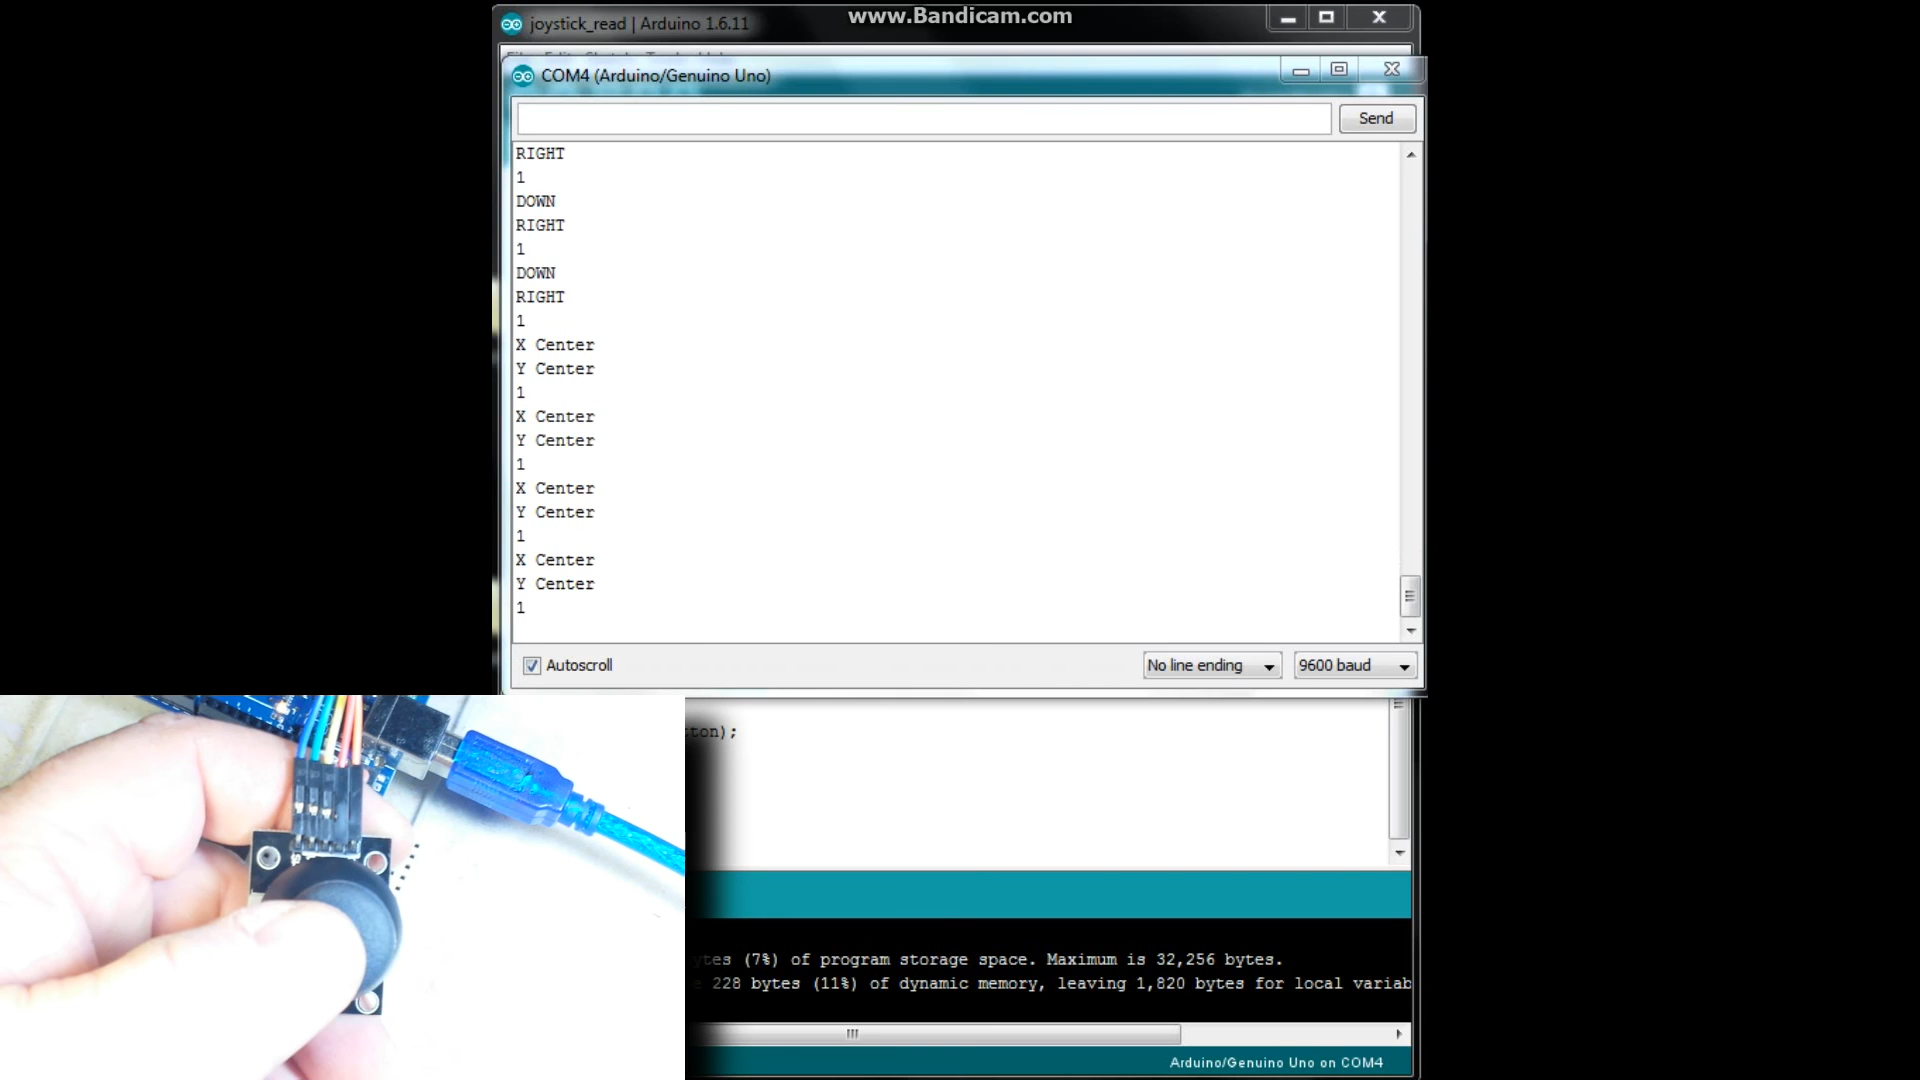 www.Bandicam.com
joystick_read | Arduino 1.6.11
COM4 (Arduino/Genuino Uno)
Send
RIGHT
1
DOWN
RIGHT
1
DOWN
RIGHT
1
X Center
Y Center
1
X Center
Y Center
1
X Center
Y Center
1
X Center
Y Center
1
Autoscroll
No line ending
9600 baud
ton);
tes (7%) of program storage space. Maximum is 32,256 bytes.
228 bytes (11%) of dynamic memory, leaving 1,820 bytes for local variab
Arduino/Genuino Uno on COM4